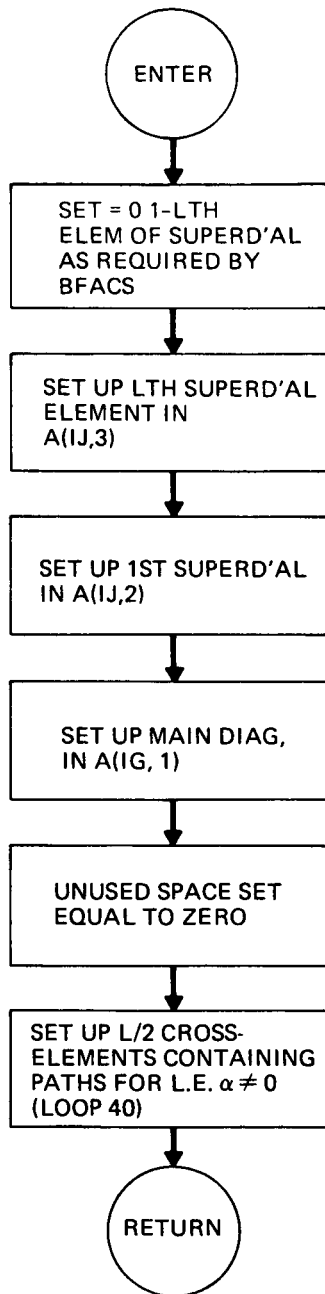 ENTER
SET = 0 1-LTH
ELEM OF SUPERD'AL
AS REQUIRED BY
BFACS
SET UP LTH SUPERD'AL
ELEMENT IN
A(IJ,3)
SET UP 1ST SUPERD'AL
IN A(IJ,2)
SET UP MAIN DIAG,
IN A(IG, 1)
UNUSED SPACE SET
EQUAL TO ZERO
SET UP L/2 CROSS-
ELEMENTS CONTAINING
PATHS FOR L.E. α ≠ 0
(LOOP 40)
RETURN